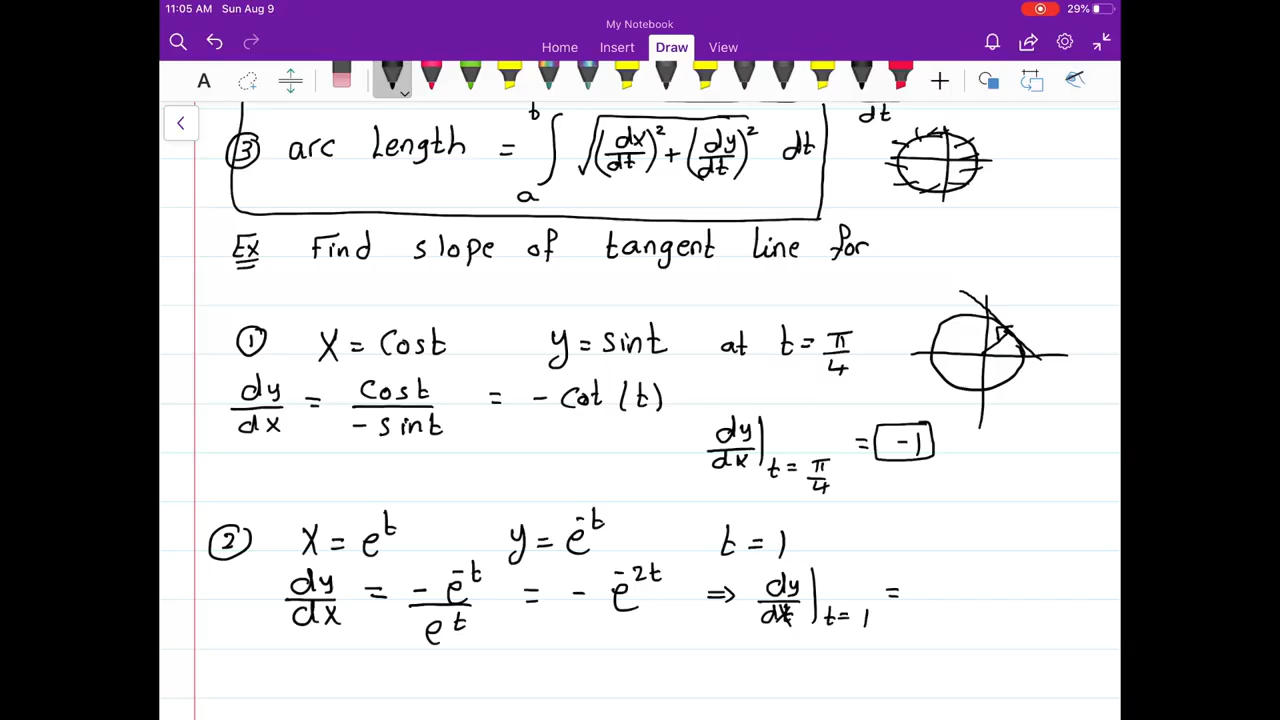 11:05 AM Sun Aug 9
29%
My Notebook
Home Insert Draw View
③ arc Length = ∫ₐᵇ √((dx/dt)² + (dy/dt)²) dt
dt
Ex Find slope of tangent line for
① X = Cost y = sint at t = π/4
dy/dx = cost/-sint = - cot (t)
dy/dx|t=π/4 = -1
② X = e^t y = e^-t t = 1
dy/dx = -e^-t/e^t = - e^-2t ⇒ dy/dx|t=1 =